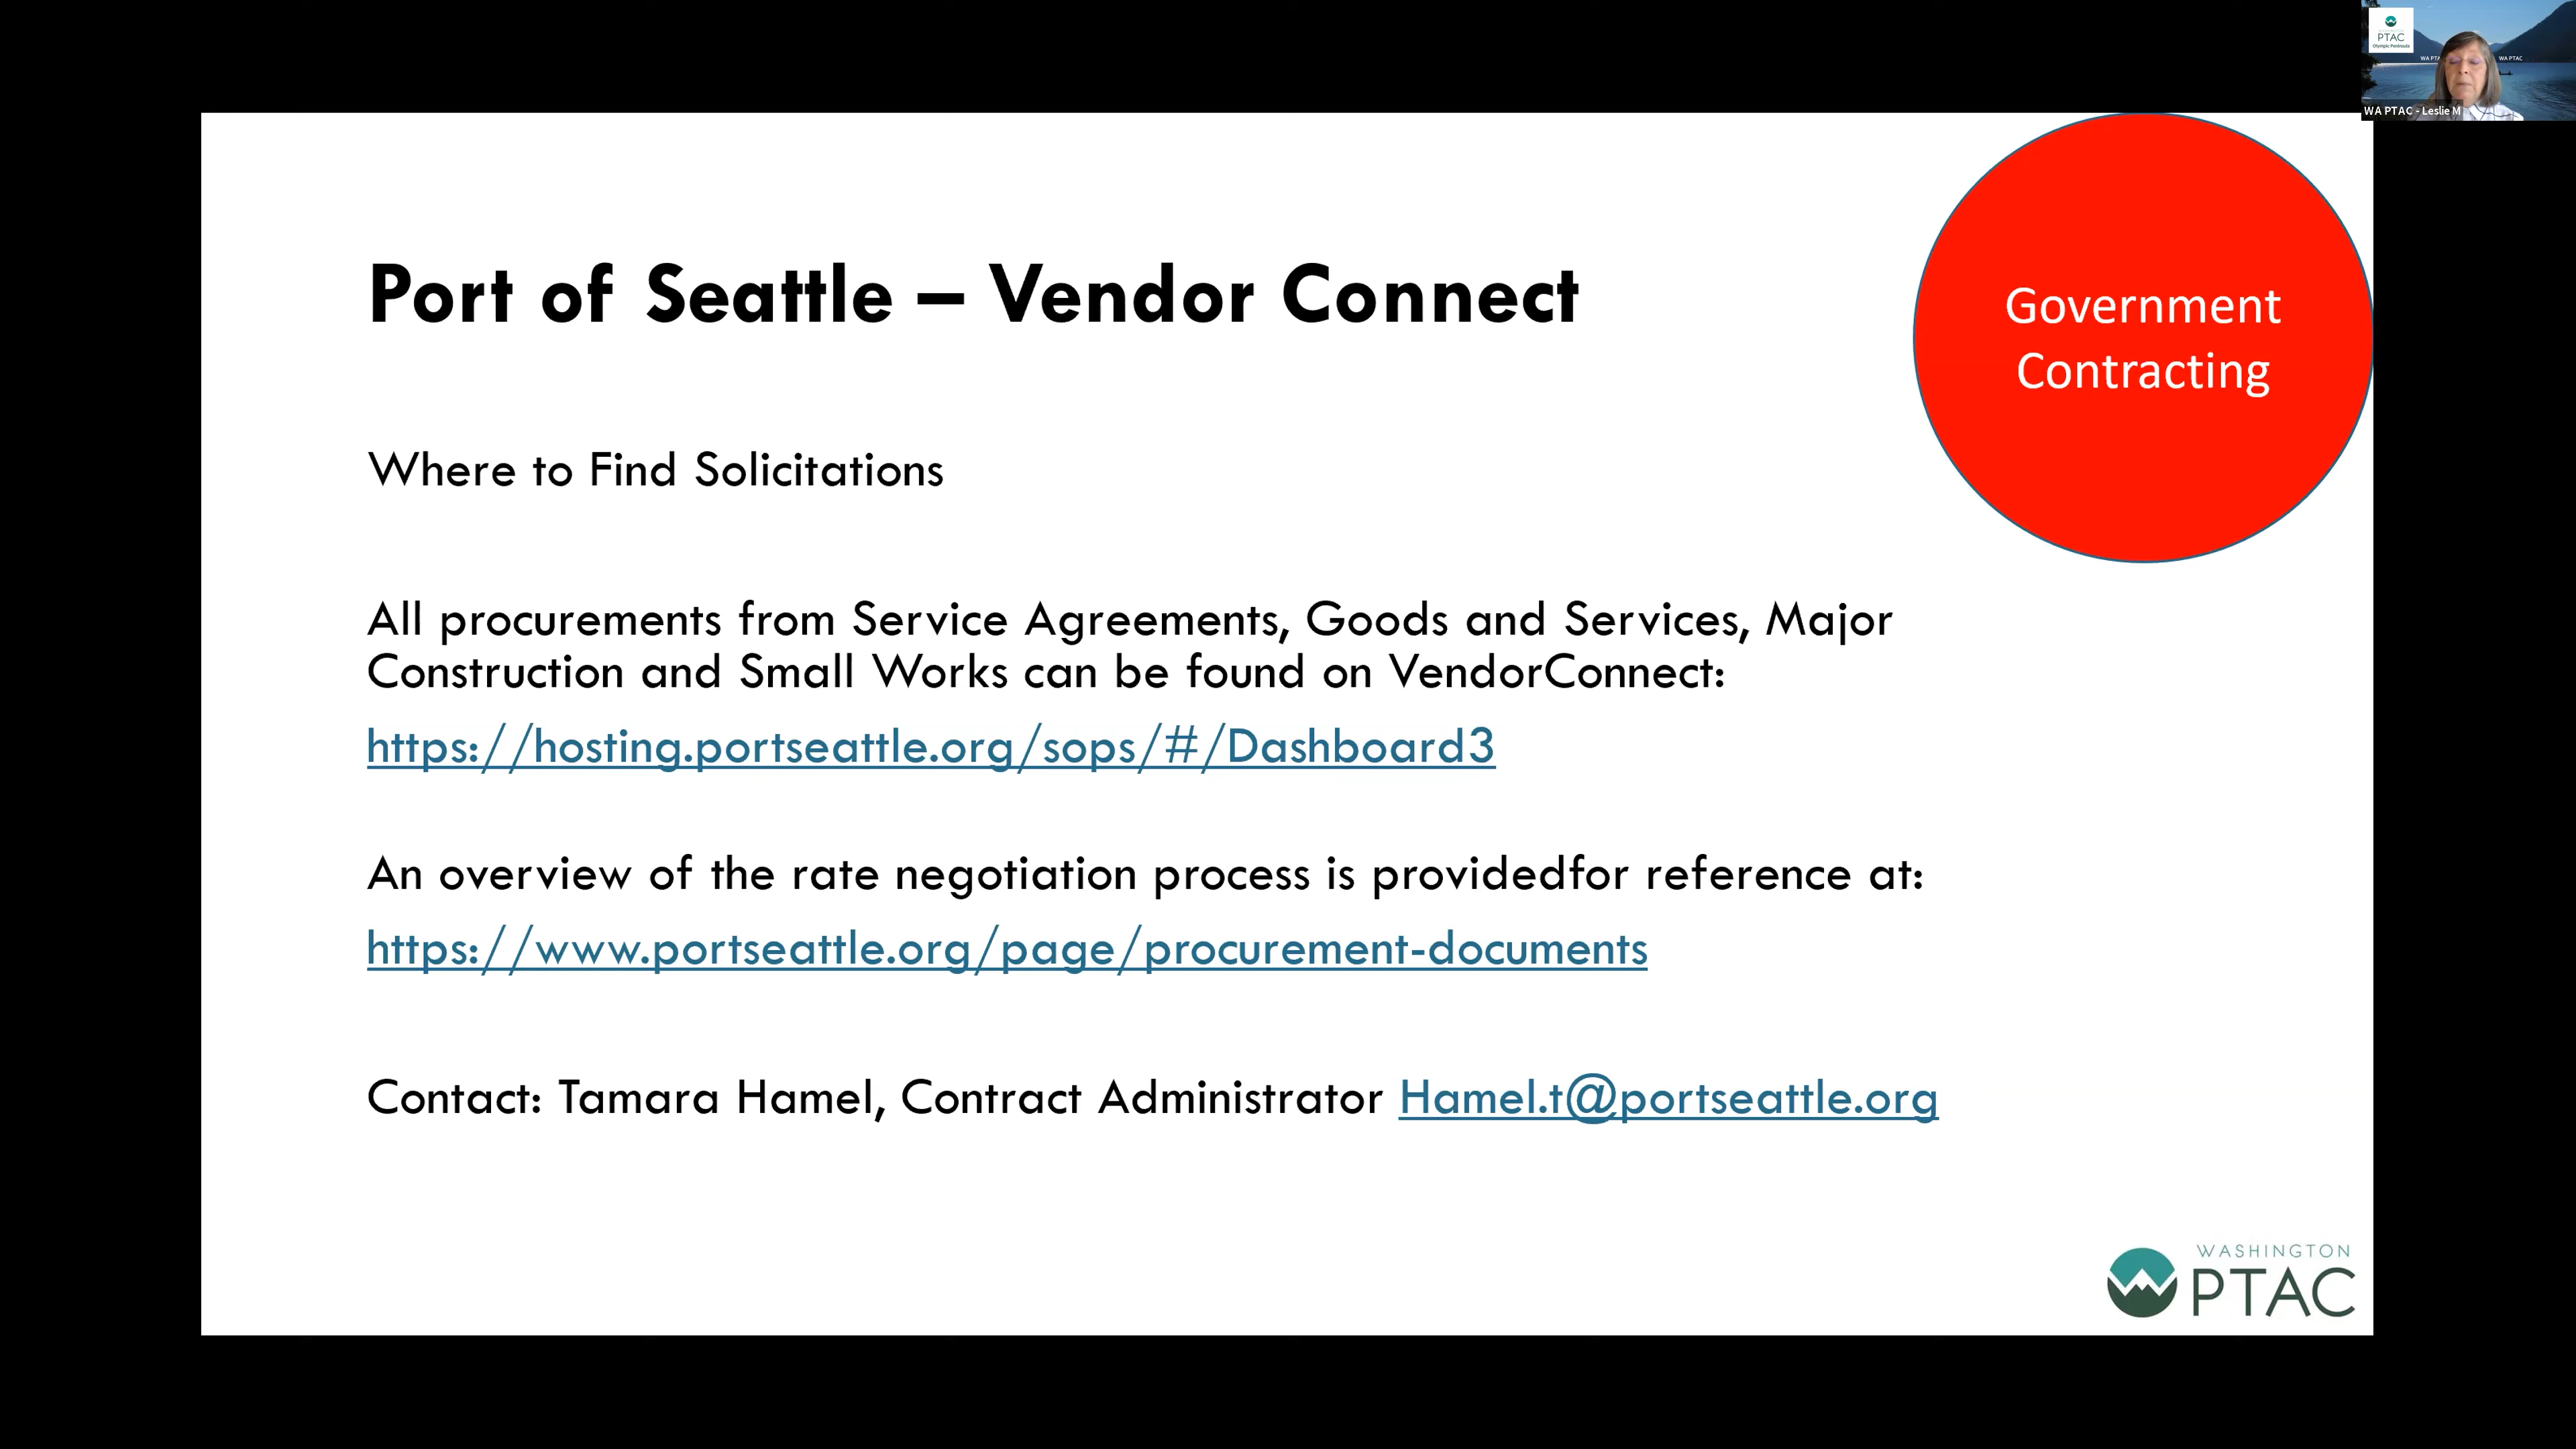 PTAC
Olympic Peninsula
WA PTAC
WA PTAC - Leslie M
Port of Seattle – Vendor Connect
Government
Contracting
Where to Find Solicitations
All procurements from Service Agreements, Goods and Services, Major
Construction and Small Works can be found on VendorConnect:
https://hosting.portseattle.org/sops/#/Dashboard3
An overview of the rate negotiation process is providedfor reference at:
https://www.portseattle.org/page/procurement-documents
Contact: Tamara Hamel, Contract Administrator Hamel.t@portseattle.org
WASHINGTON
PTAC